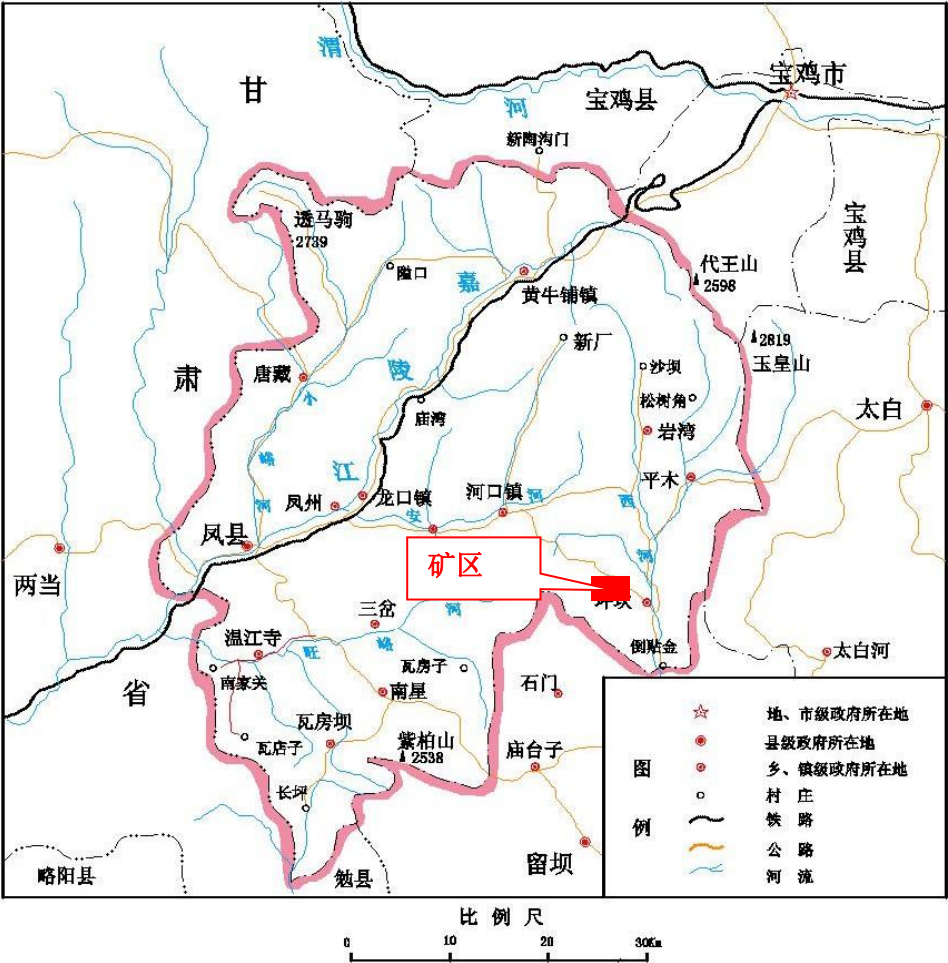 渭
甘
宝鸡市
河
宝鸡县
新陶沟门
宝鸡县
透马驹
2739
代王山
2598
隘口
嘉
黄牛铺镇
新厂
2819
玉皇山
肃
唐藏
陵
沙坝
水
庙湾
松树角
太白
岩湾
峪
江
平木
河
凤州
龙口镇
河口镇
安
河
西
凤县
河
矿区
两当
三岔
河
温江寺
旺
峪
倒贴金
太白河
瓦房子
南家关
省
南星
石门
瓦房坝
瓦店子
紫柏山
2538
庙台子
长坪
留坝
略阳县
勉县
图
例
地、市级政府所在地
县级政府所在地
乡、镇级政府所在地
村 庄
铁 路
公 路
河 流
比 例 尺
0 10 20 30Km